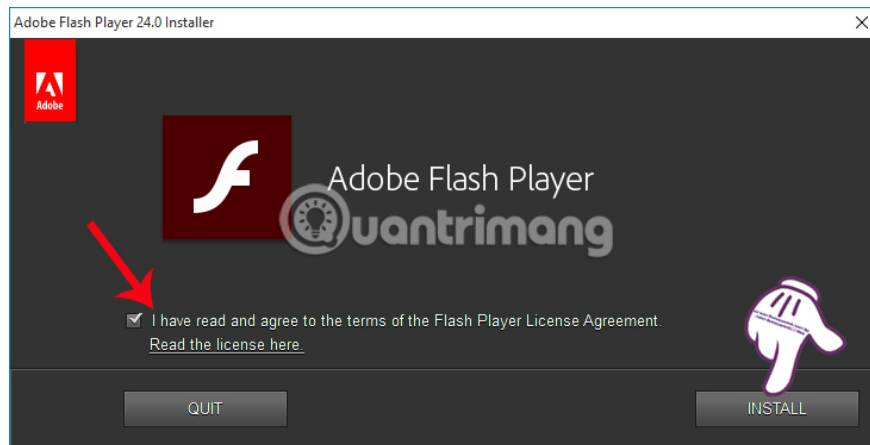 Adobe Flash Player 24.0 Installer
Adobe
Adobe Flash Player
Quantrimang
I have read and agree to the terms of the Flash Player License Agreement.
Read the license here.
QUIT
INSTALL